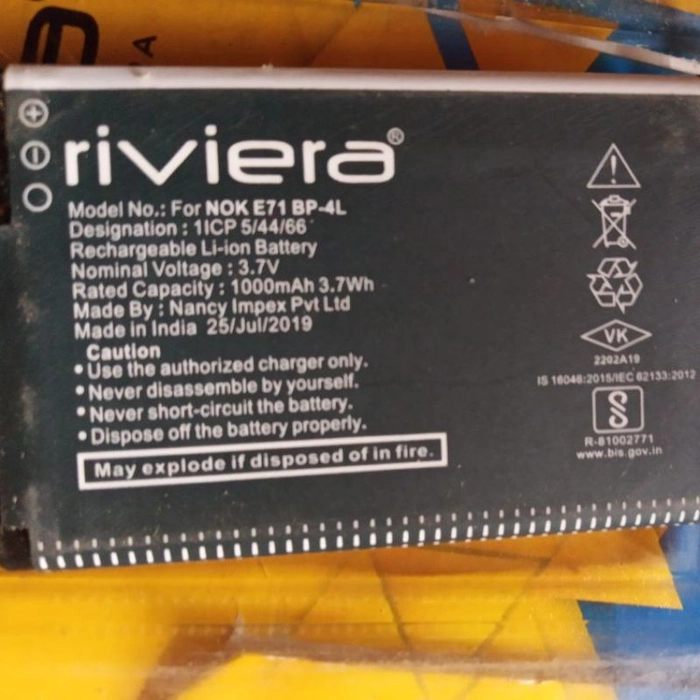 riviera®
Model No.: For NOK E71 BP-4L
Designation : 1ICP 5/44/66
Rechargeable Li-ion Battery
Nominal Voltage : 3.7V
Rated Capacity : 1000mAh 3.7Wh
Made By : Nancy Impex Pvt Ltd
Made in India 25/Jul/2019
Caution
• Use the authorized charger only.
• Never disassemble by yourself.
• Never short-circuit the battery.
• Dispose off the battery properly.
May explode if disposed of in fire.
VK
2202A19
IS 16046:2015/IEC 62133:2012
R-81002771
www.bis.gov.in